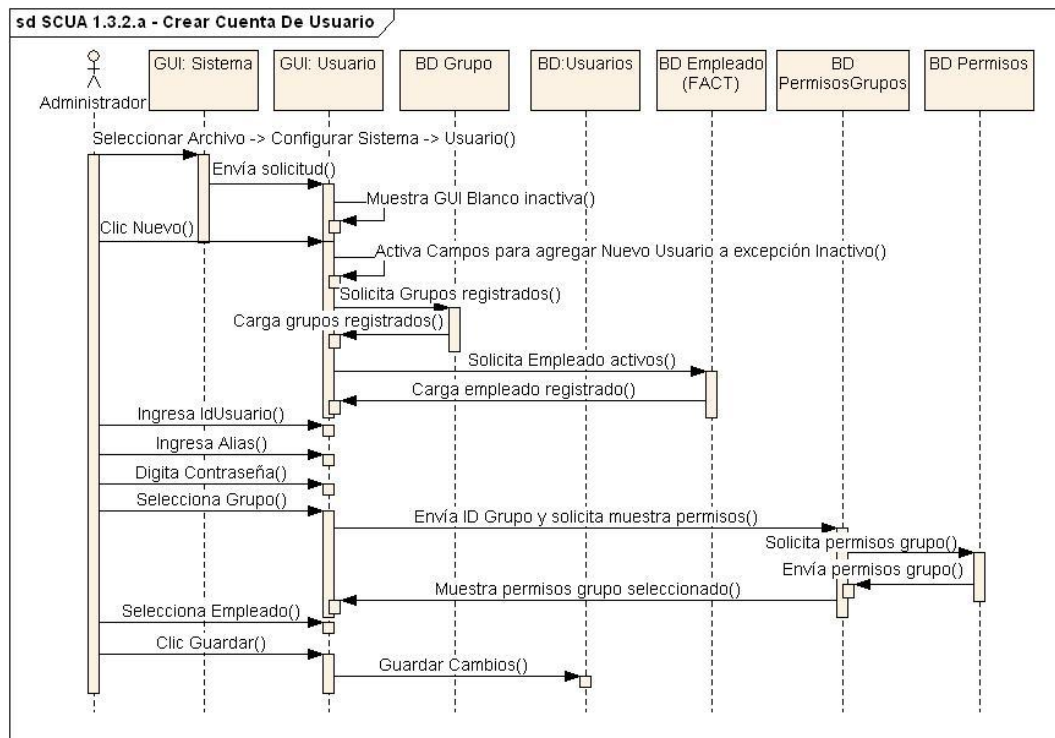 sd SCUA 1.3.2.a - Crear Cuenta De Usuario
Administrador
GUI: Sistema
GUI: Usuario
BD Grupo
BD:Usuarios
BD Empleado
(FACT)
BD
PermisosGrupos
BD Permisos
Seleccionar Archivo -> Configurar Sistema -> Usuario()
Envía solicitud()
Muestra GUI Blanco inactiva()
Clic Nuevo()
Activa Campos para agregar Nuevo Usuario a excepción Inactivo()
Solicita Grupos registrados()
Carga grupos registrados()
Solicita Empleado activos()
Carga empleado registrado()
Ingresa IdUsuario()
Ingresa Alias()
Digita Contraseña()
Selecciona Grupo()
Envía ID Grupo y solicita muestra permisos()
Solicita permisos grupo()
Envía permisos grupo()
Muestra permisos grupo seleccionado()
Selecciona Empleado()
Clic Guardar()
Guardar Cambios()